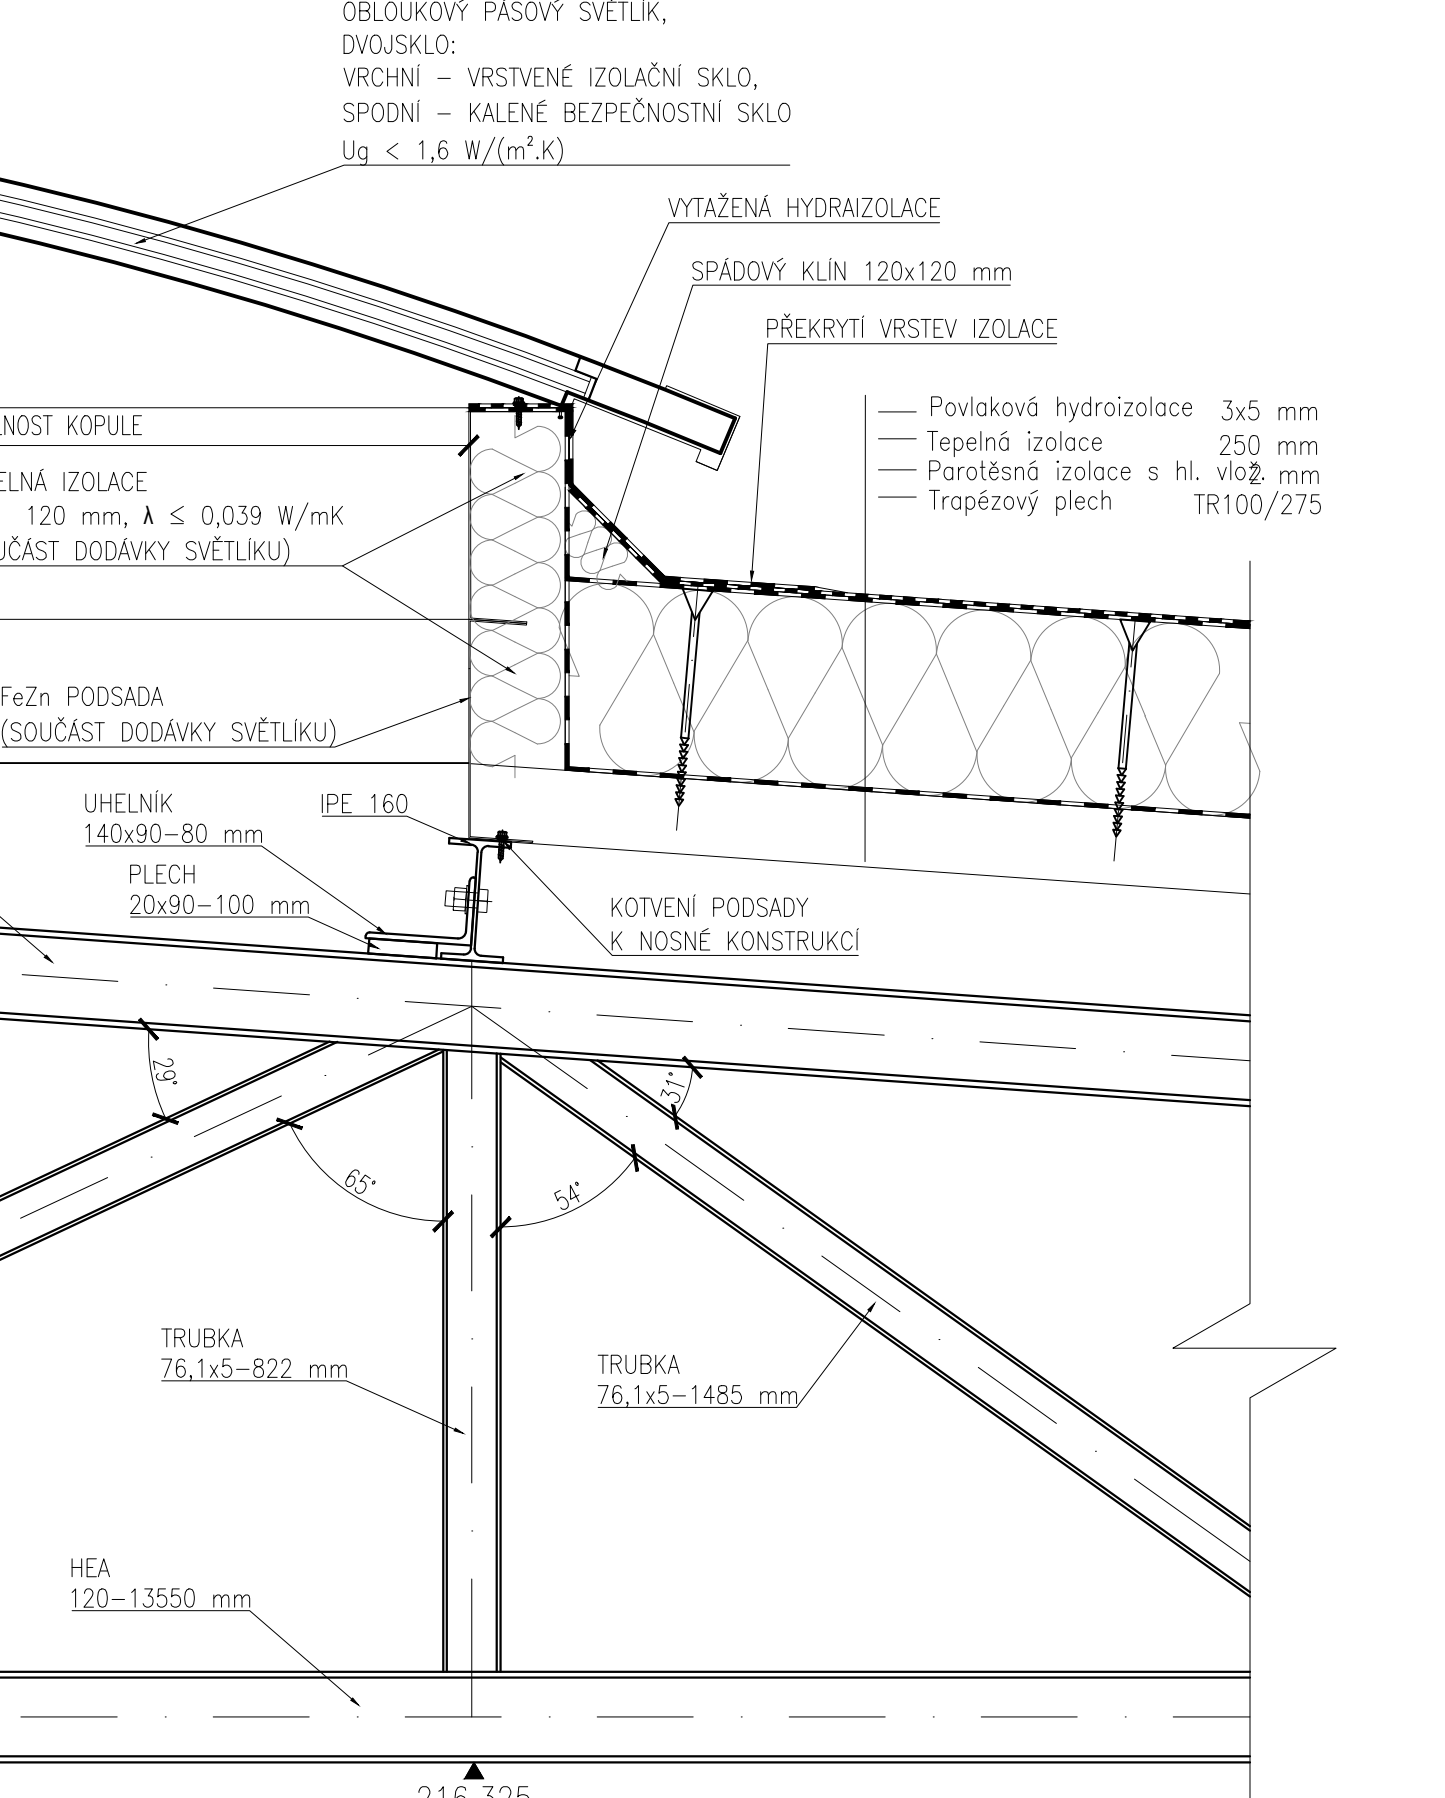 OBLOUKOVÝ PÁSOVÝ SVĚTLÍK,
DVOJSKLO:
VRCHNÍ – VRSTVENÉ IZOLAČNÍ SKLO,
SPODNÍ – KALENÉ BEZPEČNOSTNÍ SKLO
Ug < 1,6 W/(m².K)
VYTAŽENÁ HYDRAIZOLACE
SPÁDOVÝ KLÍN 120x120 mm
PŘEKRYTÍ VRSTEV IZOLACE
Povlaková hydroizolace 3x5 mm
Tepelná izolace 250 mm
Parotěsná izolace s hl. vlož. 2 mm
Trapézový plech TR100/275
LNOST KOPULE
ELNÁ IZOLACE
120 mm, λ ≤ 0,039 W/mK
UČÁST DODÁVKY SVĚTLÍKU)
FeZn PODSADA
(SOUČÁST DODÁVKY SVĚTLÍKU)
UHELNÍK
140x90–80 mm
IPE 160
PLECH
20x90–100 mm
KOTVENÍ PODSADY
K NOSNÉ KONSTRUKCÍ
29°
31°
65°
54°
TRUBKA
76,1x5–822 mm
TRUBKA
76,1x5–1485 mm
HEA
120–13550 mm
216,325